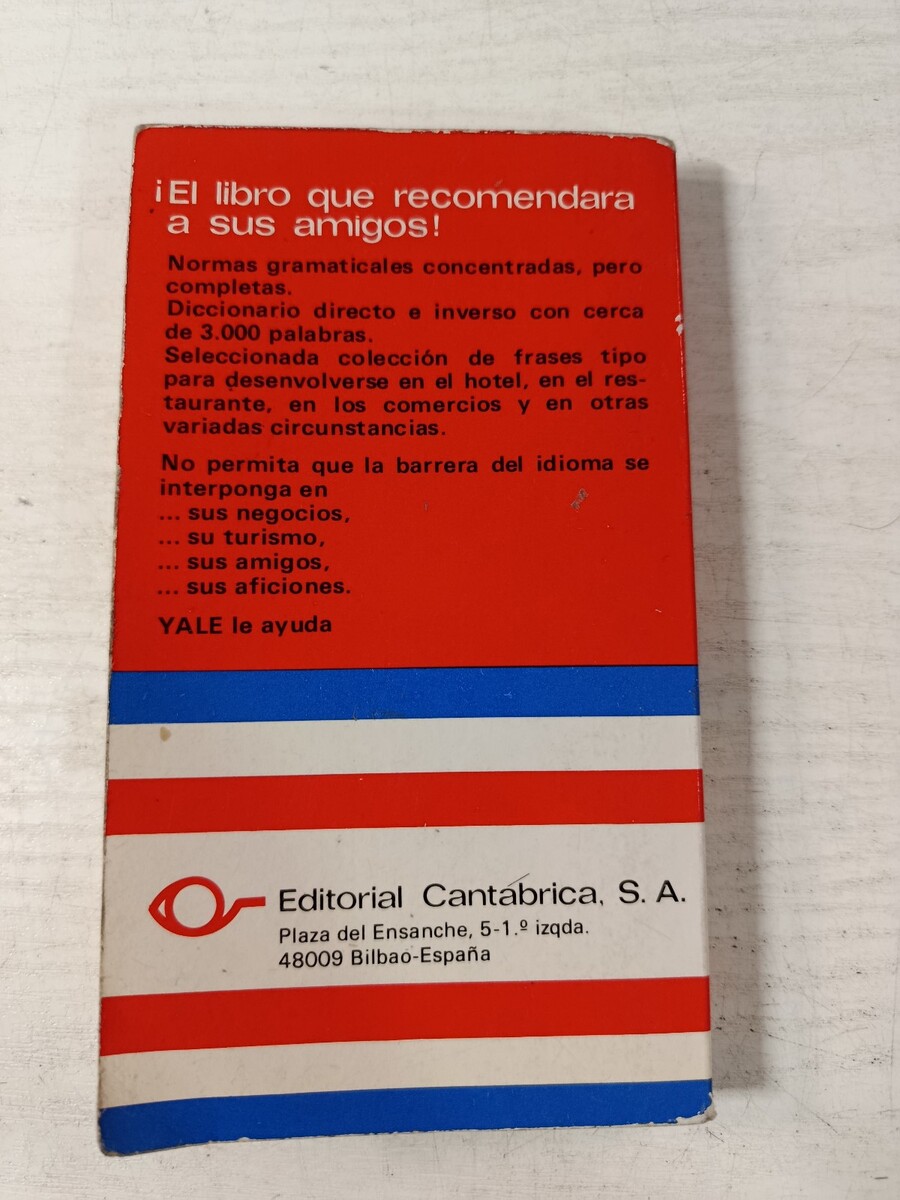 ¡El libro que recomendara
a sus amigos!
Normas gramaticales concentradas, pero
completas.
Diccionario directo e inverso con cerca
de 3.000 palabras.
Seleccionada colección de frases tipo
para desenvolverse en el hotel, en el res-
taurante, en los comercios y en otras
variadas circunstancias.
No permita que la barrera del idioma se
interponga en
... sus negocios,
... su turismo,
... sus amigos,
... sus aficiones.
YALE le ayuda
Editorial Cantábrica, S. A.
Plaza del Ensanche, 5-1.º izqda.
48009 Bilbao-España